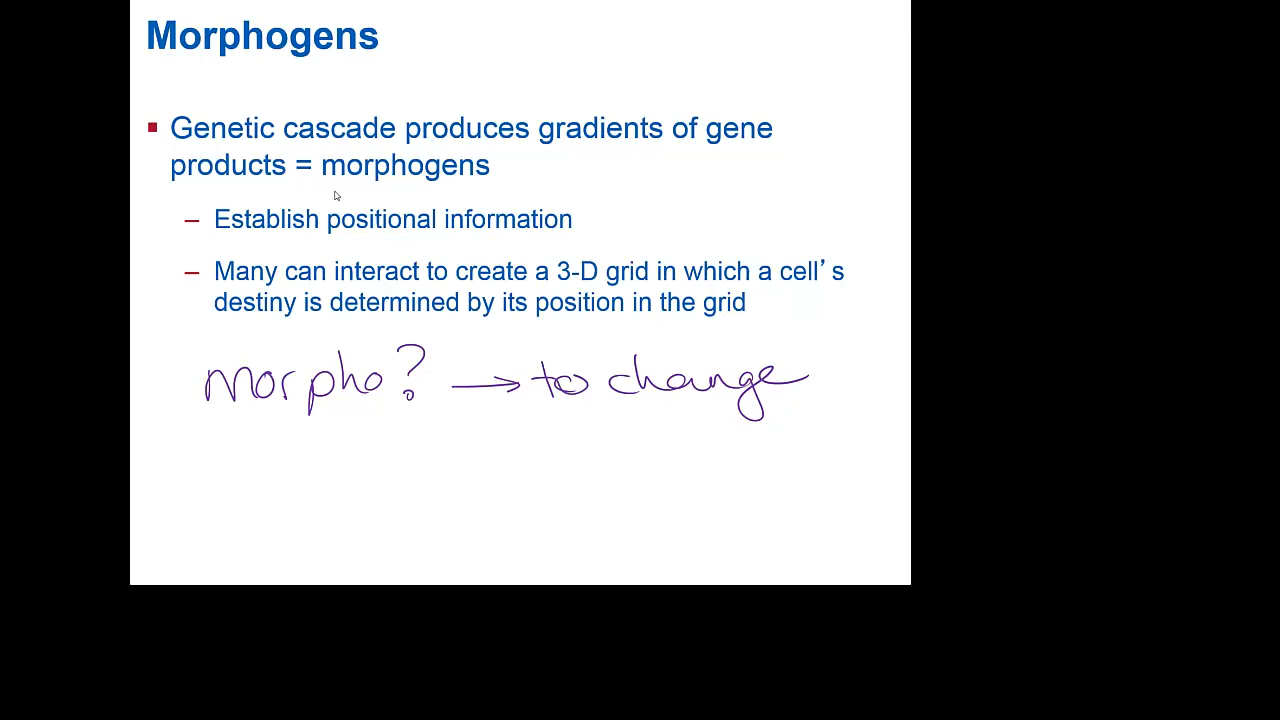 Morphogens
▪ Genetic cascade produces gradients of gene
products = morphogens
– Establish positional information
– Many can interact to create a 3-D grid in which a cell’s
destiny is determined by its position in the grid
morpho? → to change